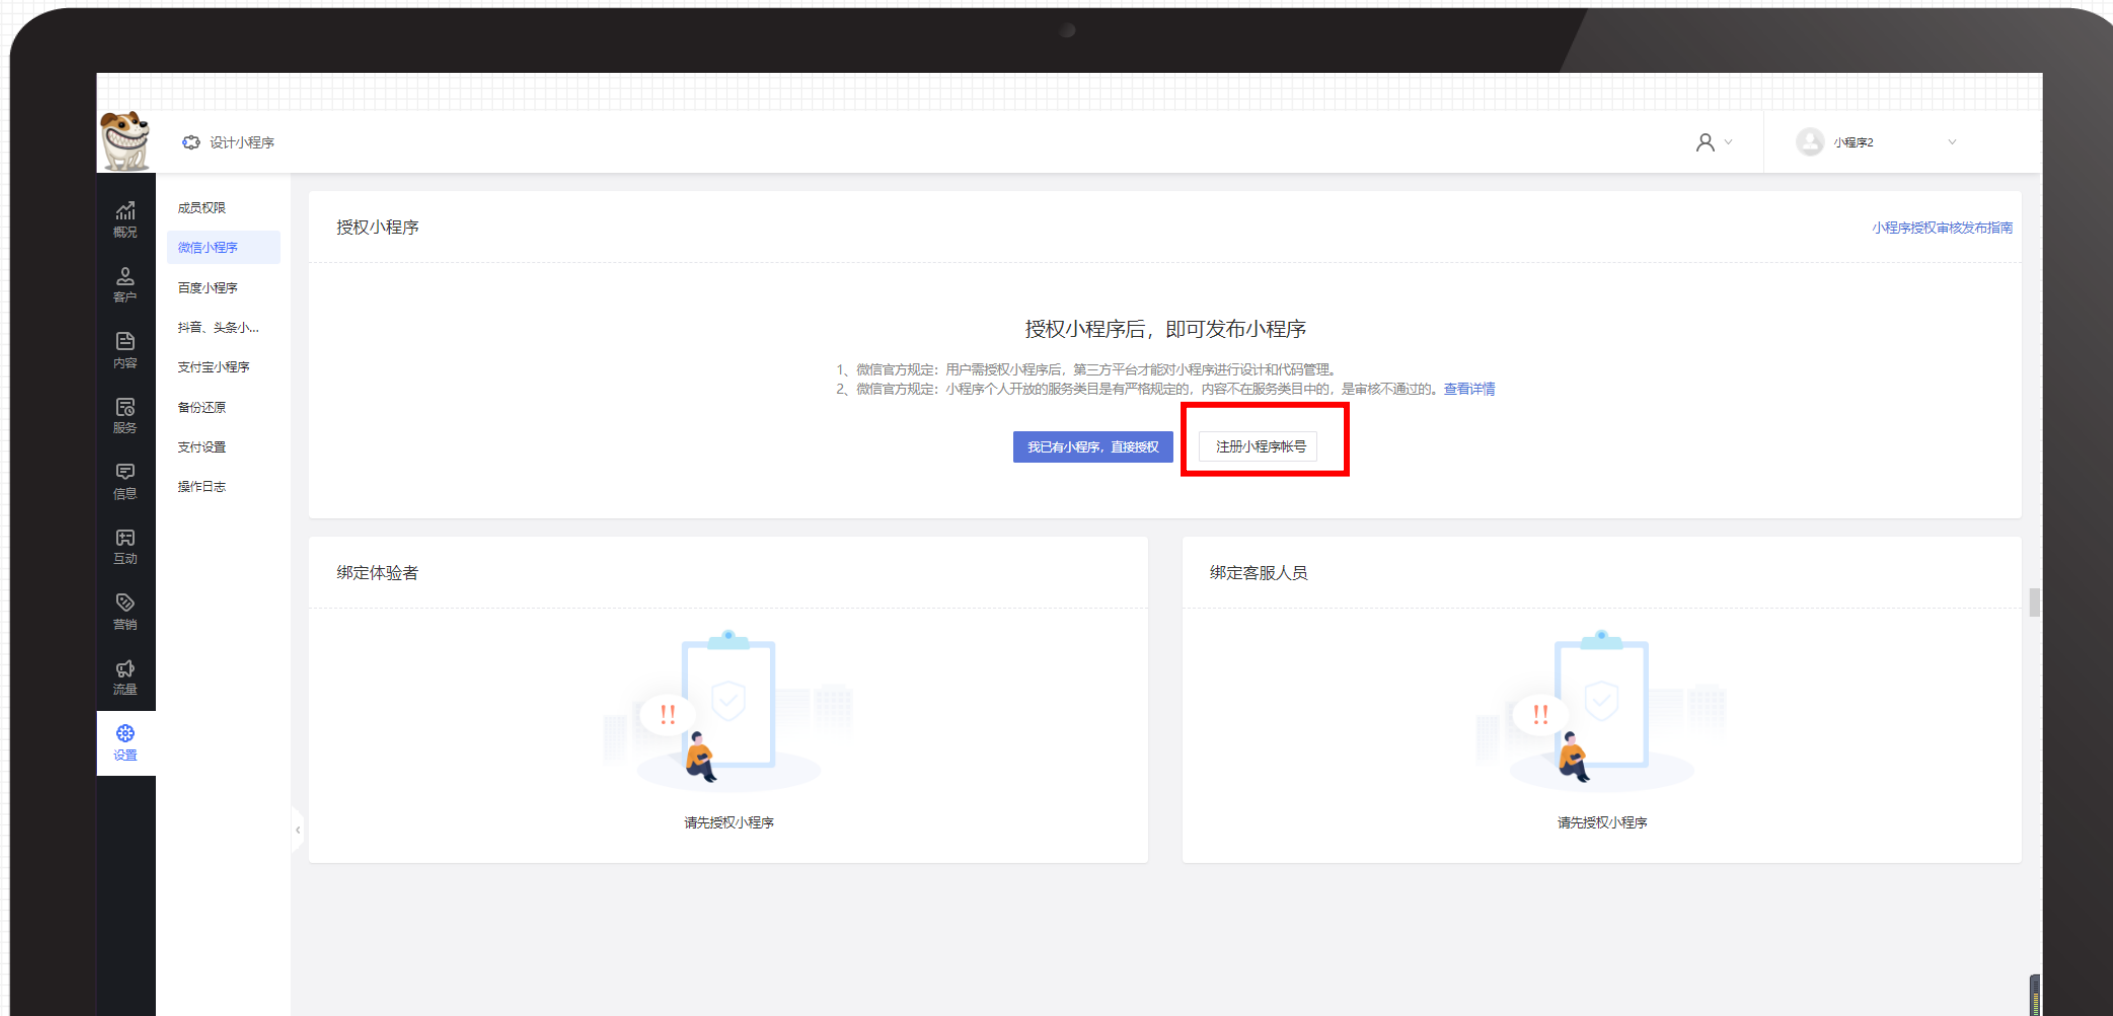 设计小程序
小程序2
概况
客户
内容
服务
信息
互动
营销
流量
设置
成员权限
微信小程序
百度小程序
抖音、头条小...
支付宝小程序
备份还原
支付设置
操作日志
授权小程序
小程序授权审核发布指南
授权小程序后，即可发布小程序
1、微信官方规定：用户需授权小程序后，第三方平台才能对小程序进行设计和代码管理。
2、微信官方规定：小程序个人开放的服务类目是有严格规定的，内容不在服务类目中的，是审核不通过的。查看详情
我已有小程序，直接授权
注册小程序帐号
绑定体验者
!!
请先授权小程序
绑定客服人员
!!
请先授权小程序